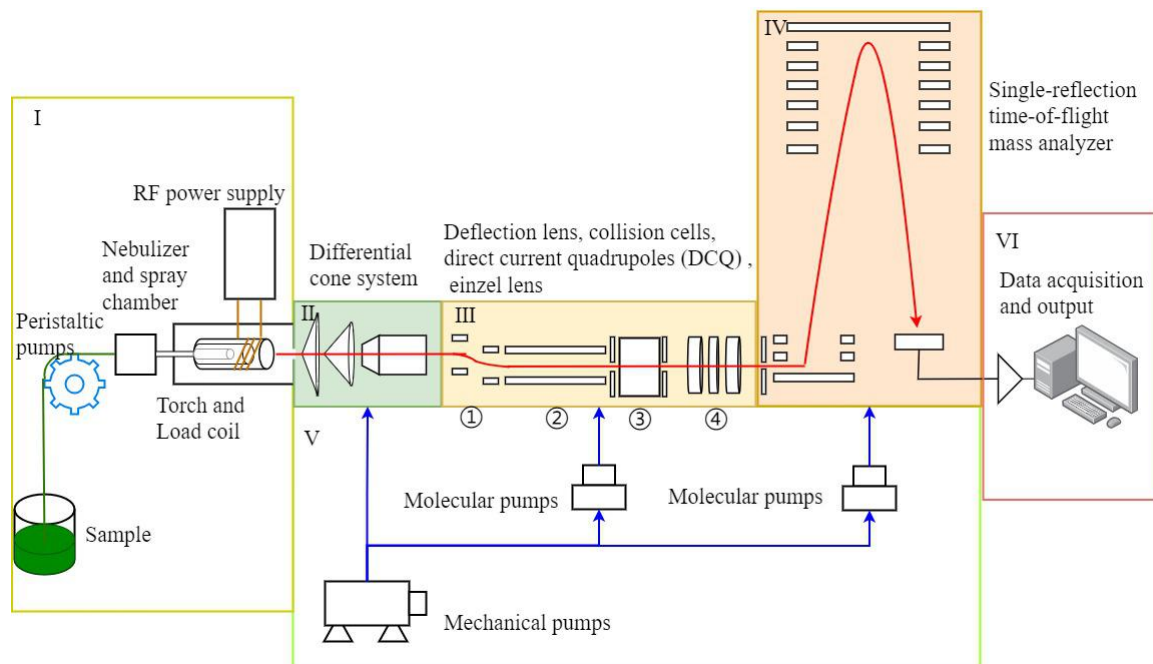 I
RF power supply
Nebulizer
and spray
chamber
Peristaltic
pumps
Torch and
Load coil
Sample
Differential
cone system
II
Deflection lens, collision cells,
direct current quadrupoles (DCQ) ,
einzel lens
III
①
②
③
④
IV
Single-reflection
time-of-flight
mass analyzer
V
Molecular pumps
Molecular pumps
Mechanical pumps
VI
Data acquisition
and output